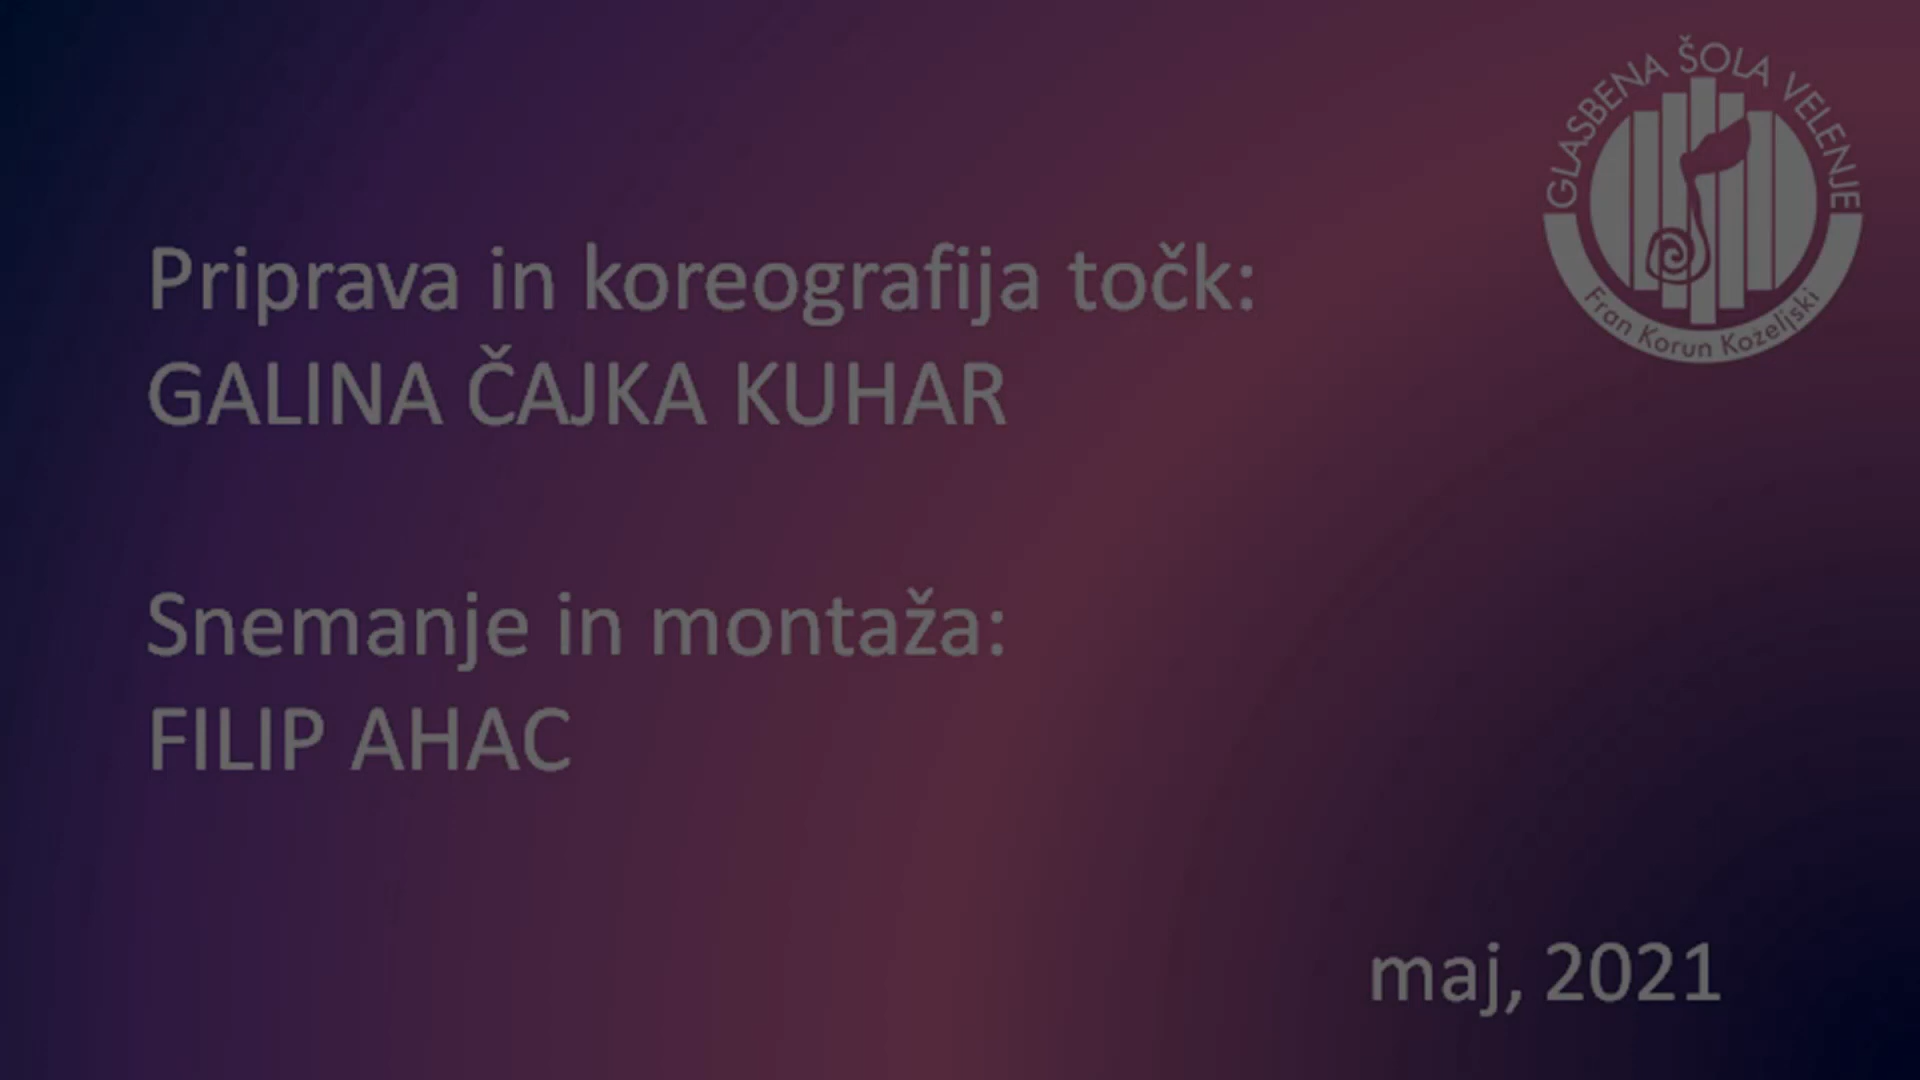 GLASBENA ŠOLA VELENJE
Fran Korun Koželjski
Priprava in koreografija točk:
GALINA ČAJKA KUHAR
Snemanje in montaža:
FILIP AHAC
maj, 2021